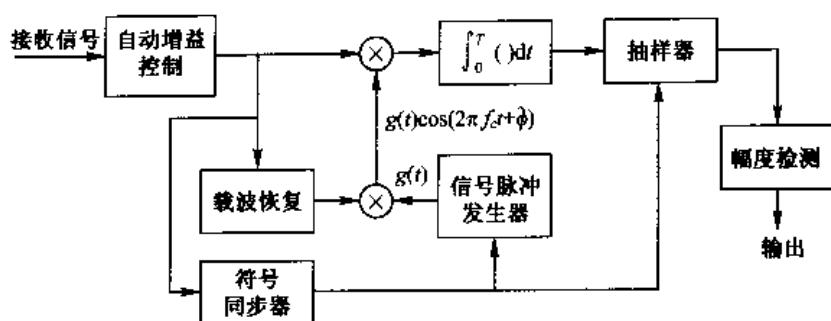 接收信号
自动增益
控制
×
∫₀ᵀ ( )dt
抽样器
g(t)cos(2π f_c t+φ̂)
幅度检测
载波恢复
×
g(t)
信号脉冲
发生器
输出
符号
同步器